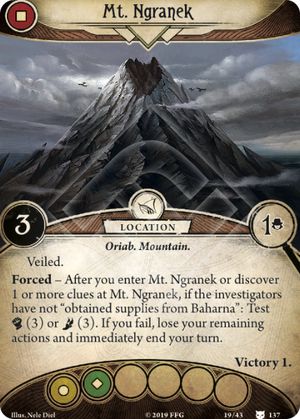 Mt. Ngranek
3
LOCATION
1
Oriab. Mountain.
Veiled.
Forced – After you enter Mt. Ngranek or discover
1 or more clues at Mt. Ngranek, if the investigators
have not “obtained supplies from Baharna”: Test
(3) or (3). If you fail, lose your remaining
actions and immediately end your turn.
Victory 1.
Illus. Nele Diel
© 2019 FFG
19/43
137